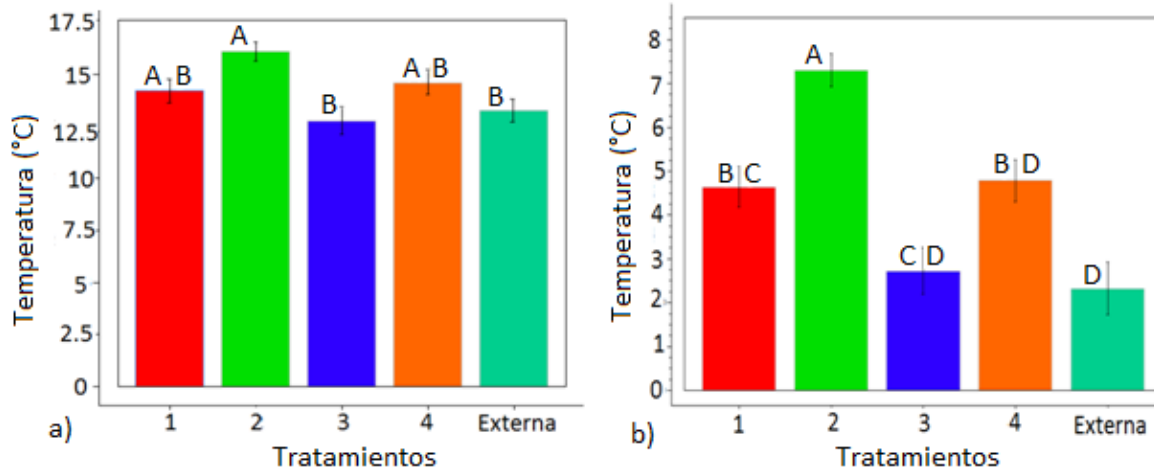 Temperatura (°C)
17.5
15
12.5
10
7.5
5
2.5
0
A B
A
B
A B
B
1 2 3 4 Externa
a)
Tratamientos
Temperatura (°C)
8
7
6
5
4
3
2
1
0
B C
A
C D
B D
D
1 2 3 4 Externa
b)
Tratamientos